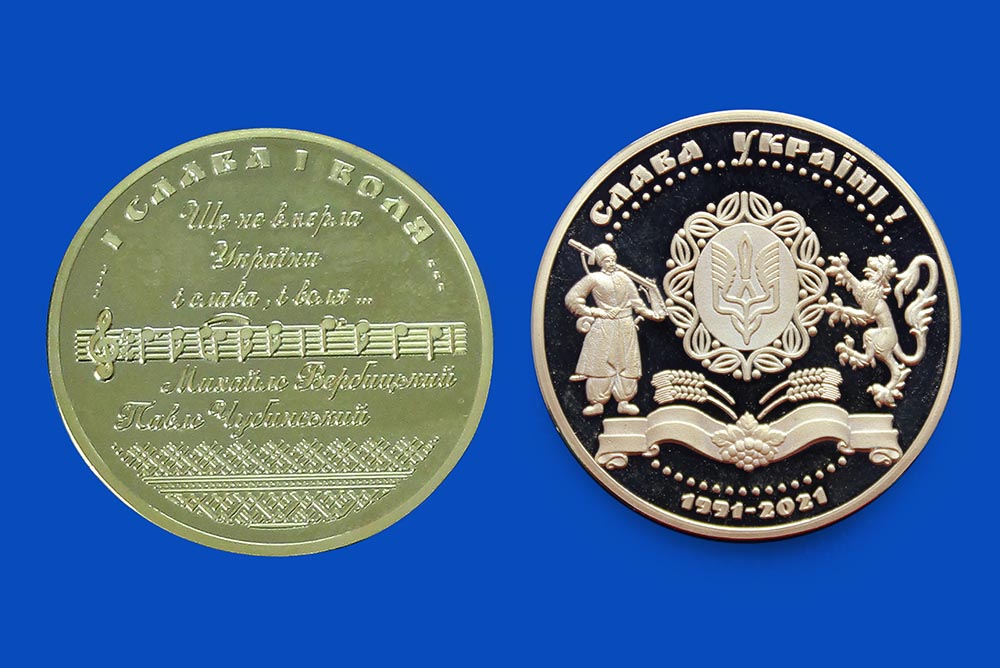 І СЛАВА І ВОЛЯ
Ще не вмерла
України
і слава, і воля...
Михайло Вербицький
Павло Чубинський
СЛАВА УКРАЇНІ!
1991-2021